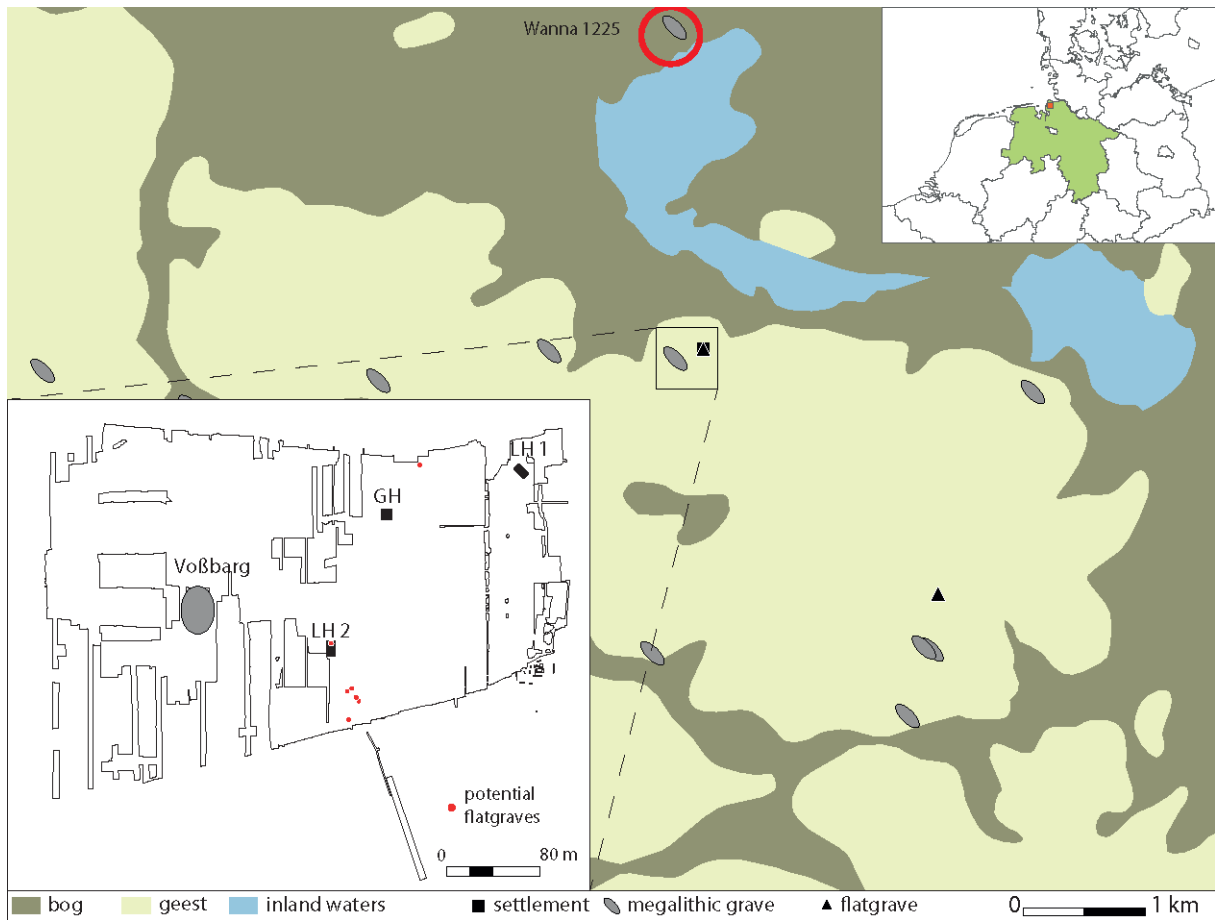 Wanna 1225
LH 1
GH
Voßbarg
LH 2
potential
flatgraves
0 80 m
bog geest inland waters settlement megalithic grave flatgrave 0 1 km